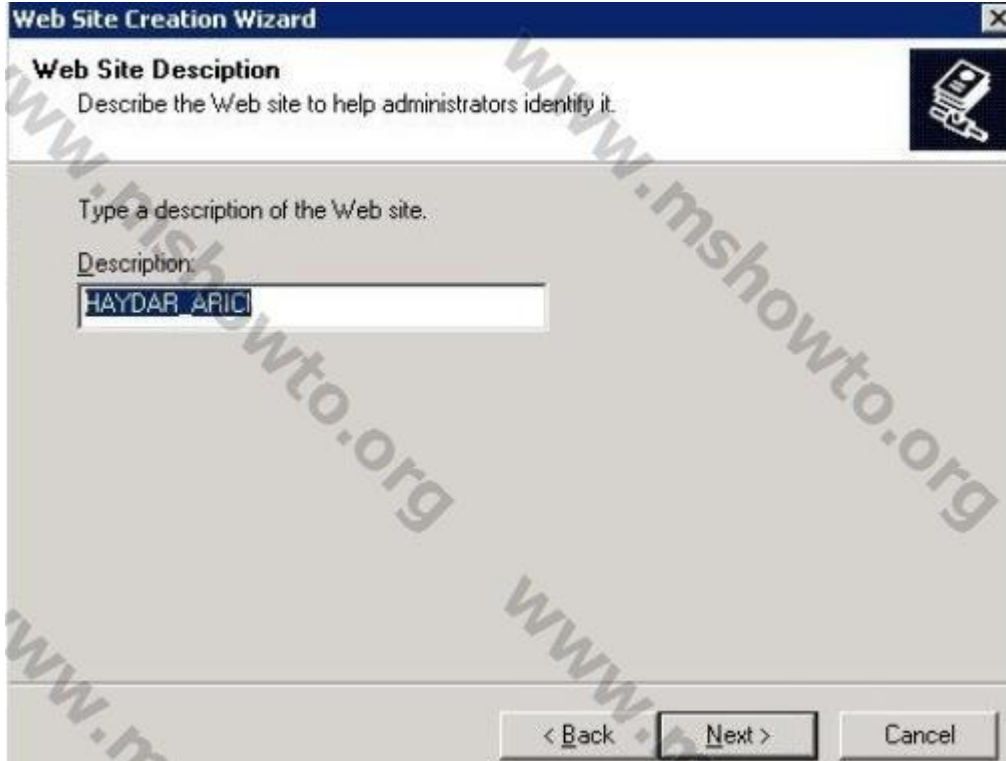 Web Site Creation Wizard
Web Site Desciption
Describe the Web site to help administrators identify it.
Type a description of the Web site.
Description:
HAYDAR_ARICI
< Back
Next >
Cancel
www.mshowto.org
www.mshowto.org